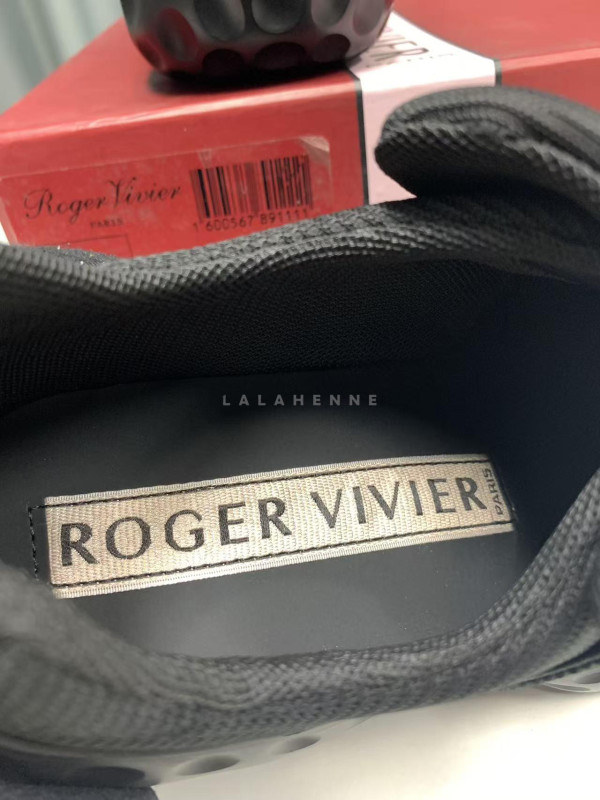 Roger Vivier
PARIS
1 600567 891111
LALAHENNE
ROGER VIVIER
PARIS